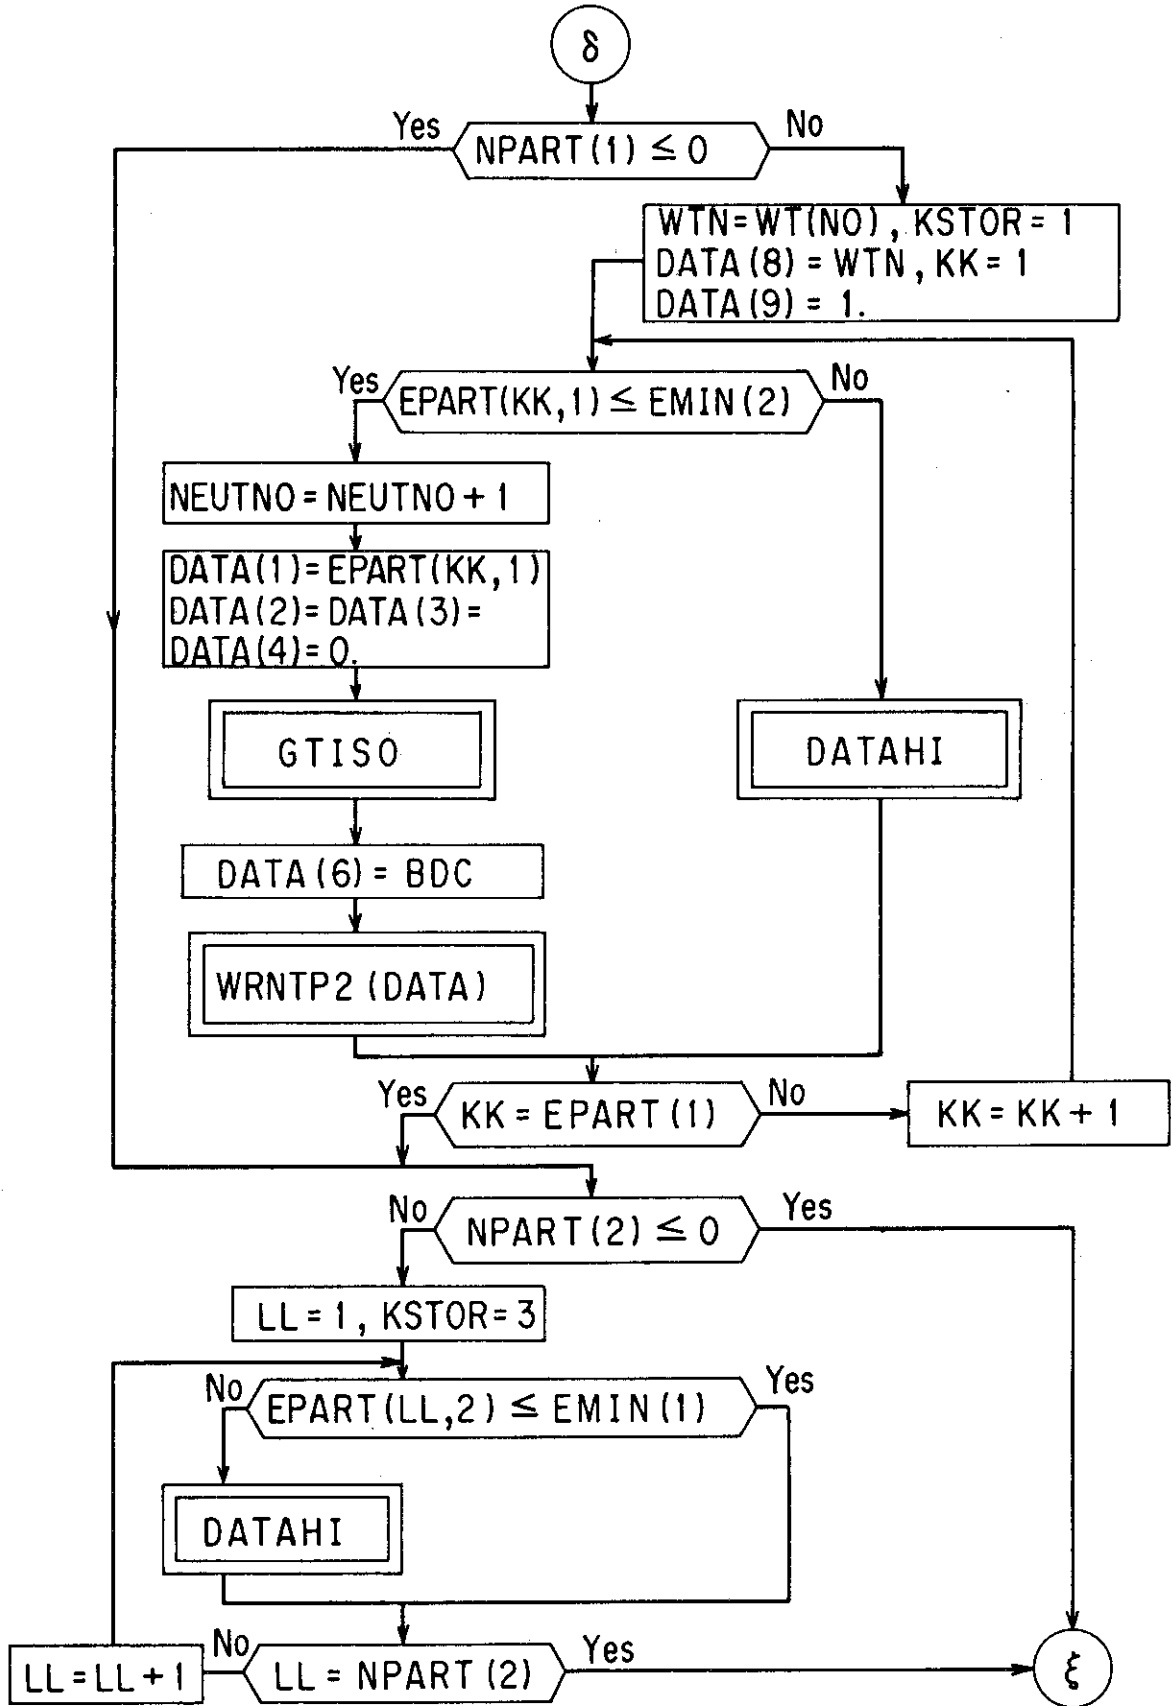 δ
Yes
NPART(1) ≤ 0
No
WTN=WT(NO), KSTOR=1
DATA(8)=WTN, KK=1
DATA(9)=1.
Yes
EPART(KK,1) ≤ EMIN(2)
No
NEUTNO=NEUTNO+1
DATA(1)=EPART(KK,1)
DATA(2)=DATA(3)=
DATA(4)=0.
GTISO
DATAHI
DATA(6)=BDC
WRNTP2(DATA)
Yes
KK=EPART(1)
No
KK=KK+1
No
NPART(2) ≤ 0
Yes
LL=1, KSTOR=3
No
EPART(LL,2) ≤ EMIN(1)
Yes
DATAHI
LL=LL+1
No
LL=NPART(2)
Yes
ξ